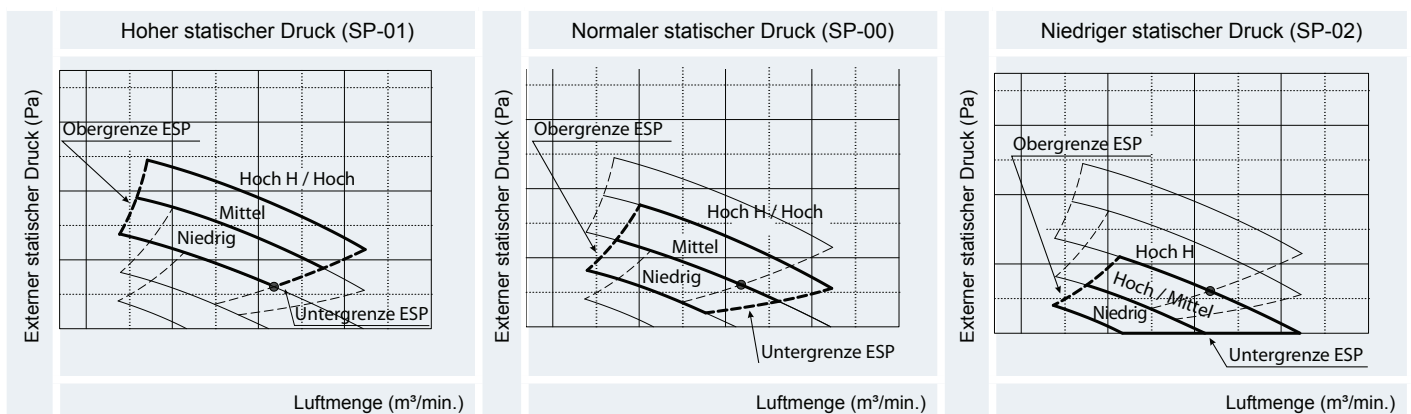 Hoher statischer Druck (SP-01)
Externer statischer Druck (Pa)
Obergrenze ESP
Hoch H / Hoch
Mittel
Niedrig
Untergrenze ESP
Luftmenge (m³/min.)
Normaler statischer Druck (SP-00)
Externer statischer Druck (Pa)
Obergrenze ESP
Hoch H / Hoch
Mittel
Niedrig
Untergrenze ESP
Luftmenge (m³/min.)
Niedriger statischer Druck (SP-02)
Externer statischer Druck (Pa)
Obergrenze ESP
Hoch H
Hoch / Mittel
Niedrig
Untergrenze ESP
Luftmenge (m³/min.)